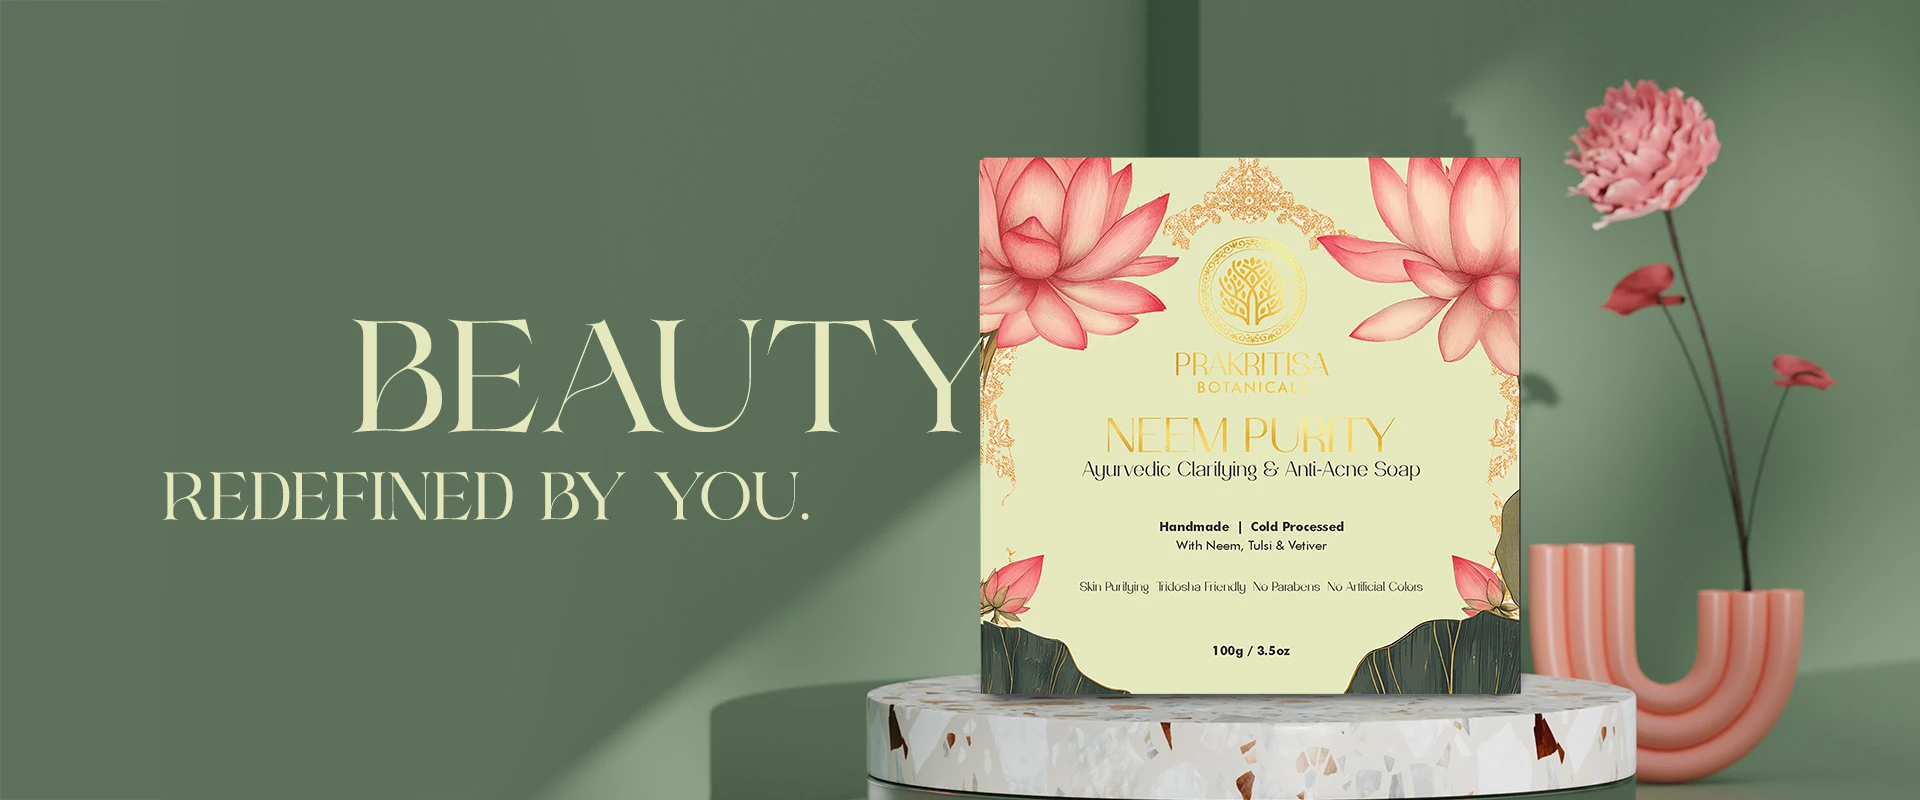 BEAUTY
REDEFINED BY YOU.
PRAKRITISA
BOTANICALS
NEEM PURITY
Ayurvedic Clarifying & Anti-Acne Soap
Handmade | Cold Processed
With Neem, Tulsi & Vetiver
Skin Purifying Tridosha Friendly No Parabens No Artificial Colors
100g / 3.5oz